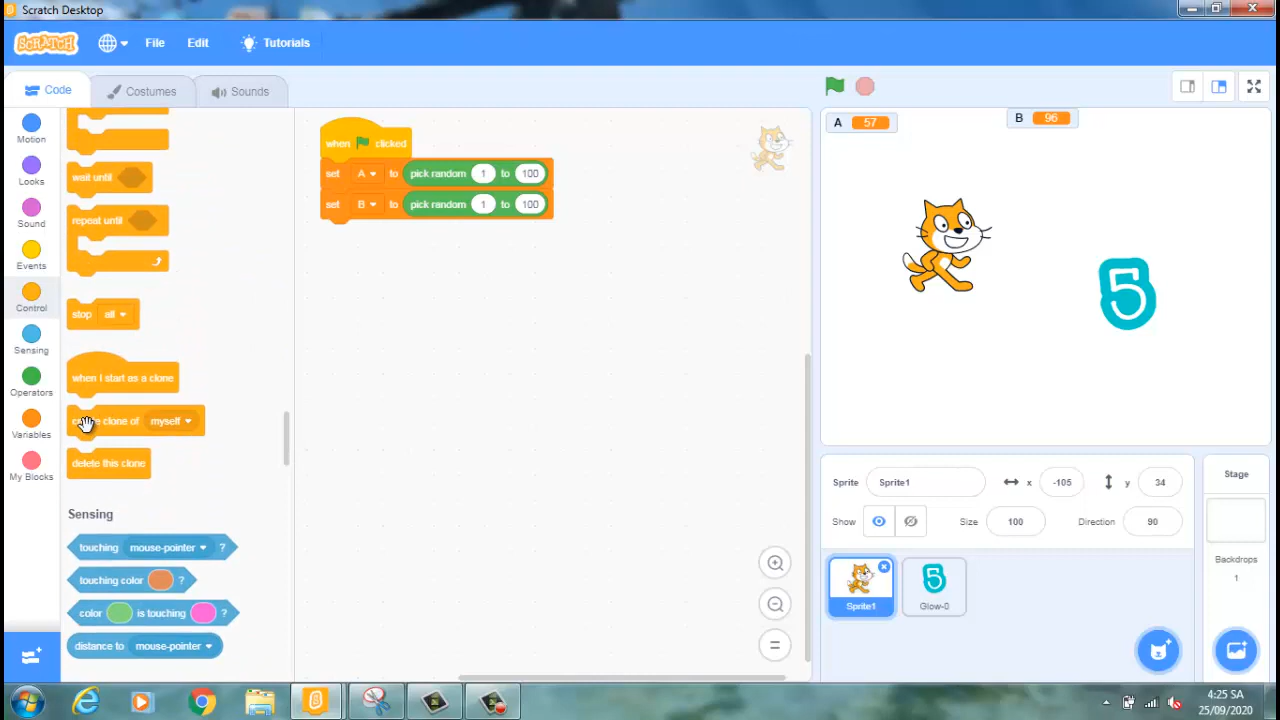 Scratch Desktop
SCRATCH File Edit Tutorials
Code Costumes Sounds
Motion
Looks
Sound
Events
Control
Sensing
Operators
Variables
My Blocks
wait until
repeat until
stop all
when I start as a clone
clone of myself
delete this clone
Sensing
touching mouse-pointer ?
touching color ?
color is touching ?
distance to mouse-pointer
when clicked
set A to pick random 1 to 100
set B to pick random 1 to 100
A 57 B 96
5
Sprite Sprite1 x -105 y 34
Show Size 100 Direction 90
5
Sprite1 Glow-0
Stage
Backdrops
1
4:25 SA
25/09/2020